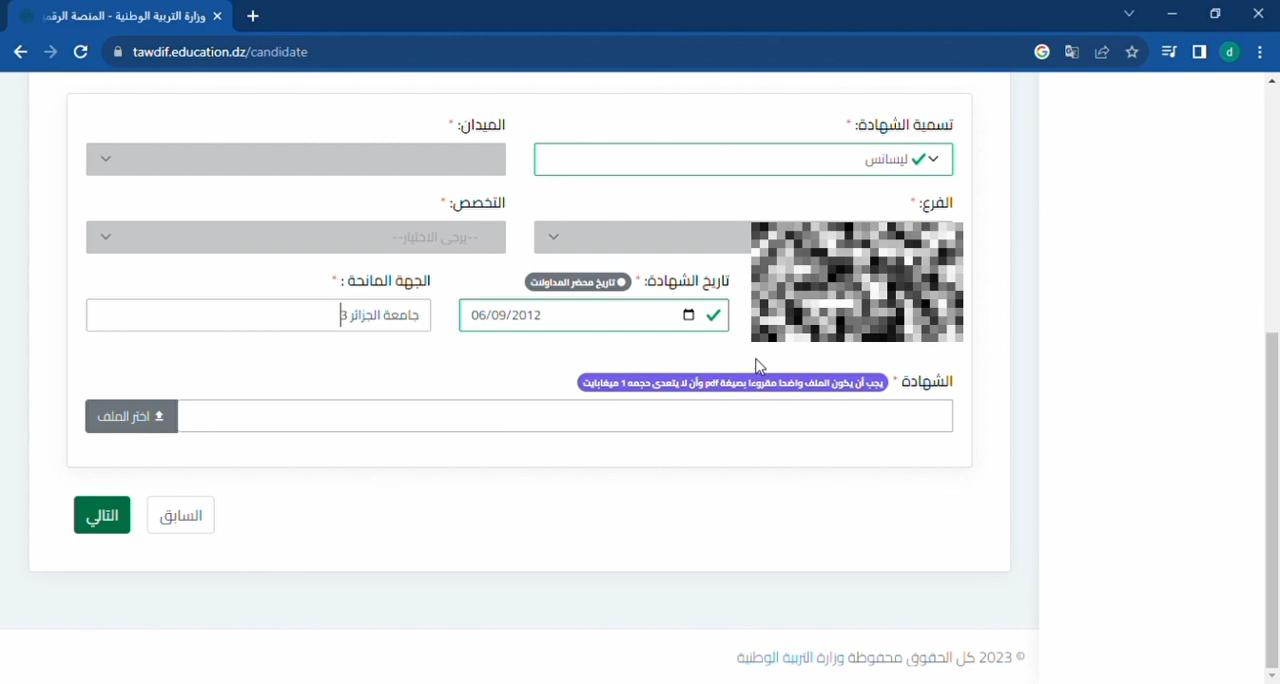 وزارة التربية الوطنية - المنصة الرقمي
tawdif.education.dz/candidate
d
تسمية الشهادة: *
الميدان: *
ليسانس
الفرع: *
التخصص: *
--يرجى الاختيار--
تاريخ الشهادة: * تاريخ محضر المداولات
الجهة المانحة : *
06/09/2012
جامعة الجزائر 3
الشهادة * يجب أن يكون الملف واضحا مقروءا بصيغة pdf وأن لا يتعدى حجمه 1 ميغابايت
اختر الملف
السابق
التالي
© 2023 كل الحقوق محفوظة وزارة التربية الوطنية